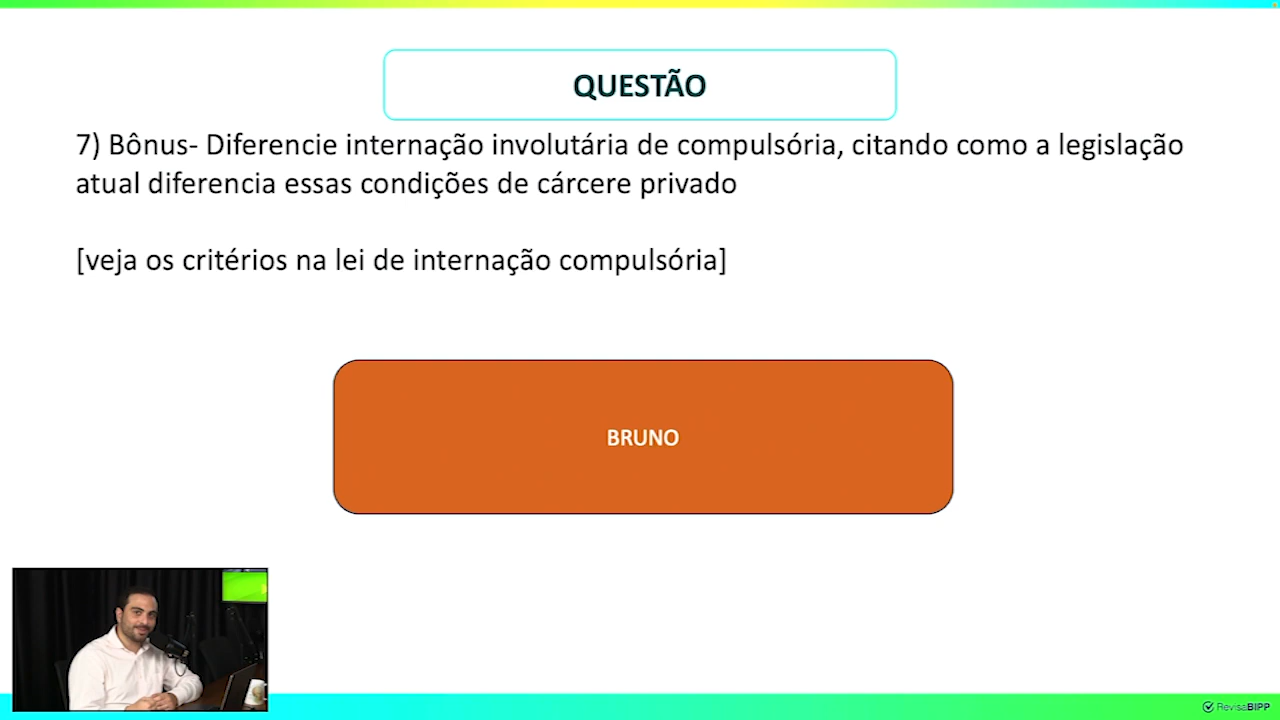 QUESTÃO
7) Bônus- Diferencie internação involutária de compulsória, citando como a legislação
atual diferencia essas condições de cárcere privado
[veja os critérios na lei de internação compulsória]
BRUNO
RevisaBIPP